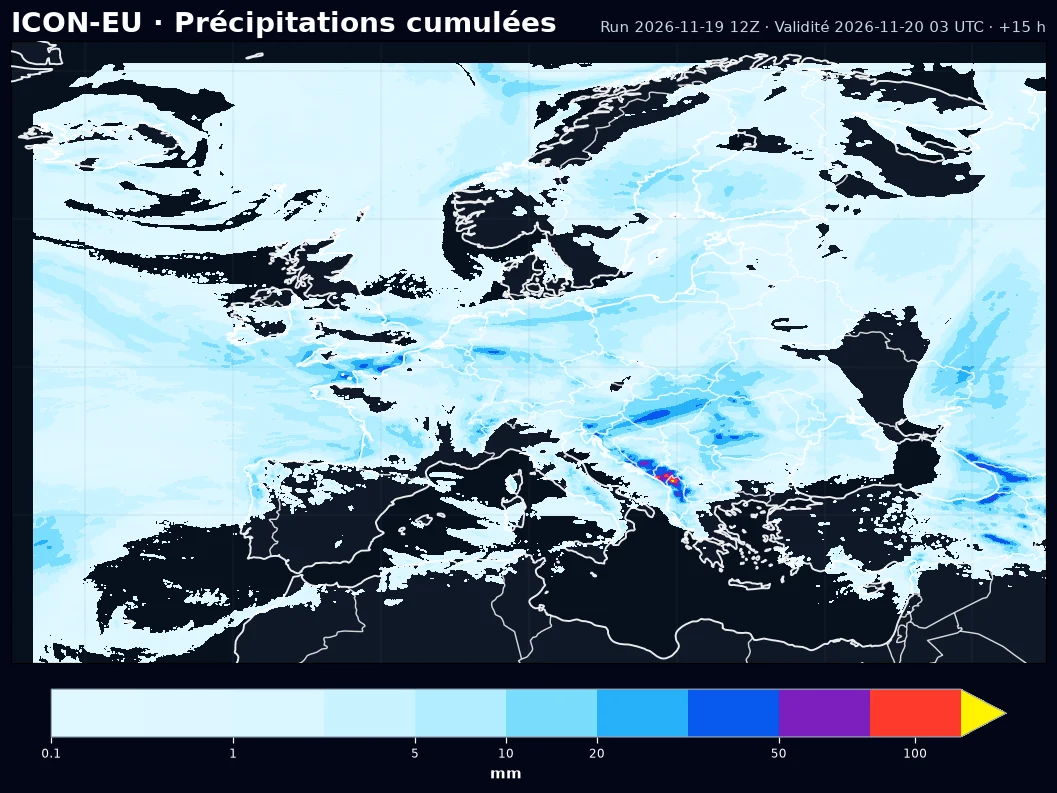 ICON-EU · Précipitations cumulées
Run 2026-11-19 12Z · Validité 2026-11-20 03 UTC · +15 h
0.1 1 5 10 20 50 100
mm